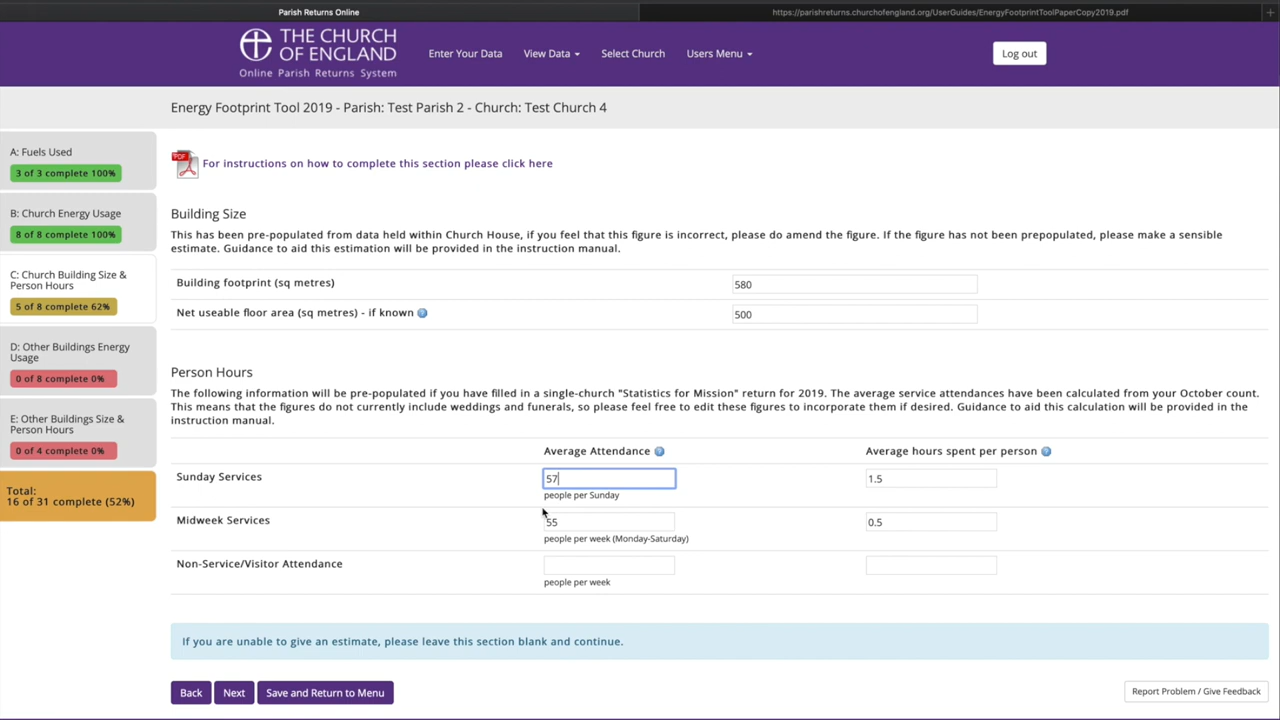 Parish Returns Online
https://parishreturns.churchofengland.org/UserGuides/EnergyFootprintToolPaperCopy2019.pdf
THE CHURCH
OF ENGLAND
Online Parish Returns System
Enter Your Data
View Data
Select Church
Users Menu
Log out
Energy Footprint Tool 2019 - Parish: Test Parish 2 - Church: Test Church 4
A: Fuels Used
3 of 3 complete 100%
B: Church Energy Usage
8 of 8 complete 100%
C: Church Building Size &
Person Hours
5 of 8 complete 62%
D: Other Buildings Energy
Usage
0 of 8 complete 0%
E: Other Buildings Size &
Person Hours
0 of 4 complete 0%
Total:
16 of 31 complete (52%)
PDF
For instructions on how to complete this section please click here
Building Size
This has been pre-populated from data held within Church House, if you feel that this figure is incorrect, please do amend the figure. If the figure has not been prepopulated, please make a sensible
estimate. Guidance to aid this estimation will be provided in the instruction manual.
Building footprint (sq metres)
580
Net useable floor area (sq metres) - if known
500
Person Hours
The following information will be pre-populated if you have filled in a single-church "Statistics for Mission" return for 2019. The average service attendances have been calculated from your October count.
This means that the figures do not currently include weddings and funerals, so please feel free to edit these figures to incorporate them if desired. Guidance to aid this calculation will be provided in the
instruction manual.
Average Attendance
Average hours spent per person
Sunday Services
57
1.5
people per Sunday
Midweek Services
55
0.5
people per week (Monday-Saturday)
Non-Service/Visitor Attendance
people per week
If you are unable to give an estimate, please leave this section blank and continue.
Back
Next
Save and Return to Menu
Report Problem / Give Feedback